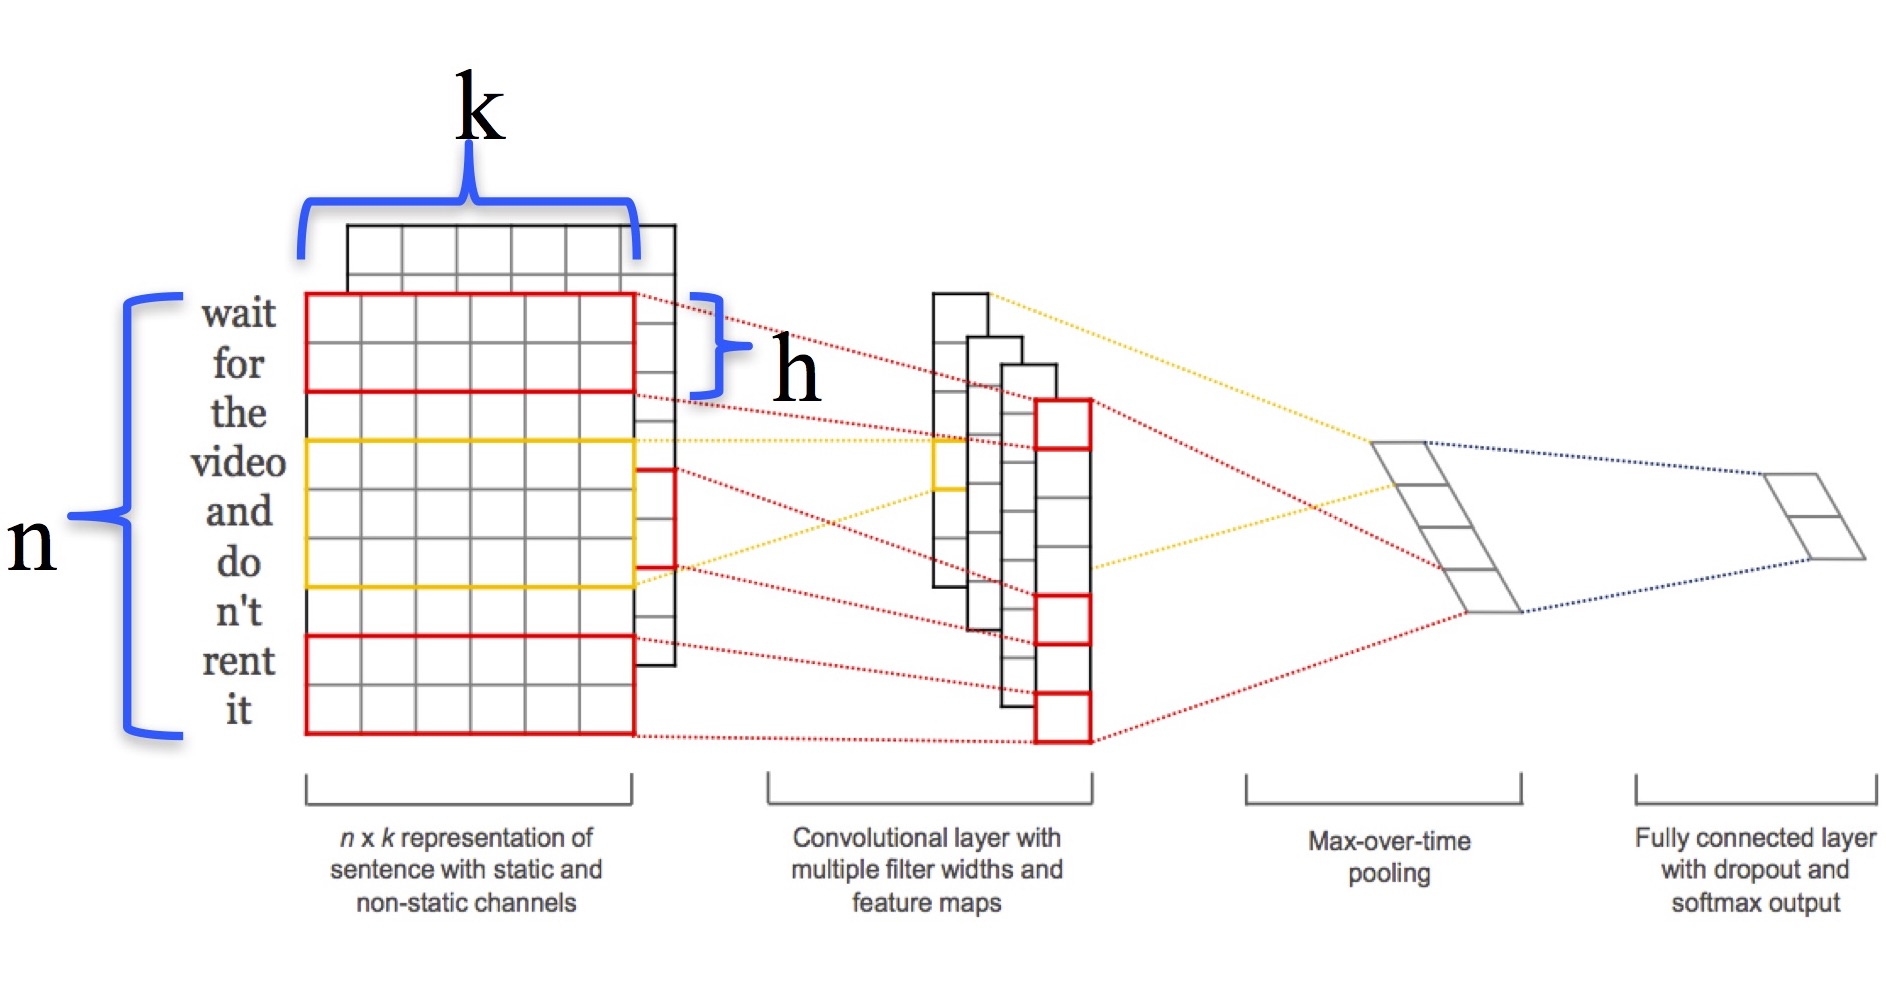 k
wait
for
the
video
and
do
n't
rent
it
n
h
n x k representation of
sentence with static and
non-static channels
Convolutional layer with
multiple filter widths and
feature maps
Max-over-time
pooling
Fully connected layer
with dropout and
softmax output